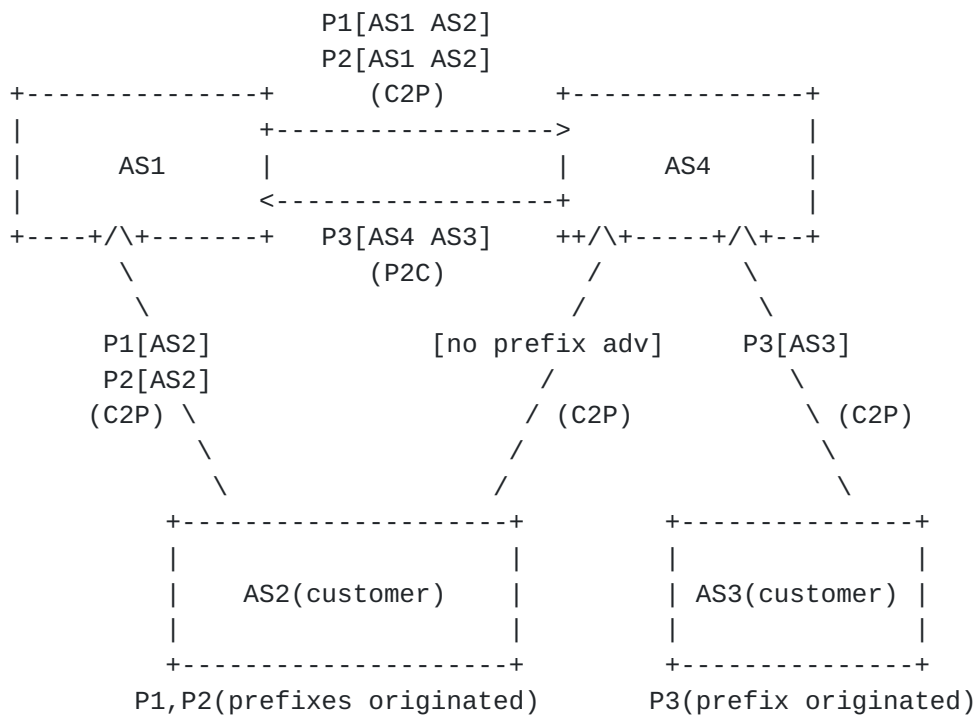 P1[AS1 AS2]
P2[AS1 AS2]
(C2P)
AS1
AS4
P3[AS4 AS3]
(P2C)
P1[AS2]
[no prefix adv]
P3[AS3]
P2[AS2]
(C2P)
(C2P)
(C2P)
AS2(customer)
AS3(customer)
P1,P2(prefixes originated)
P3(prefix originated)